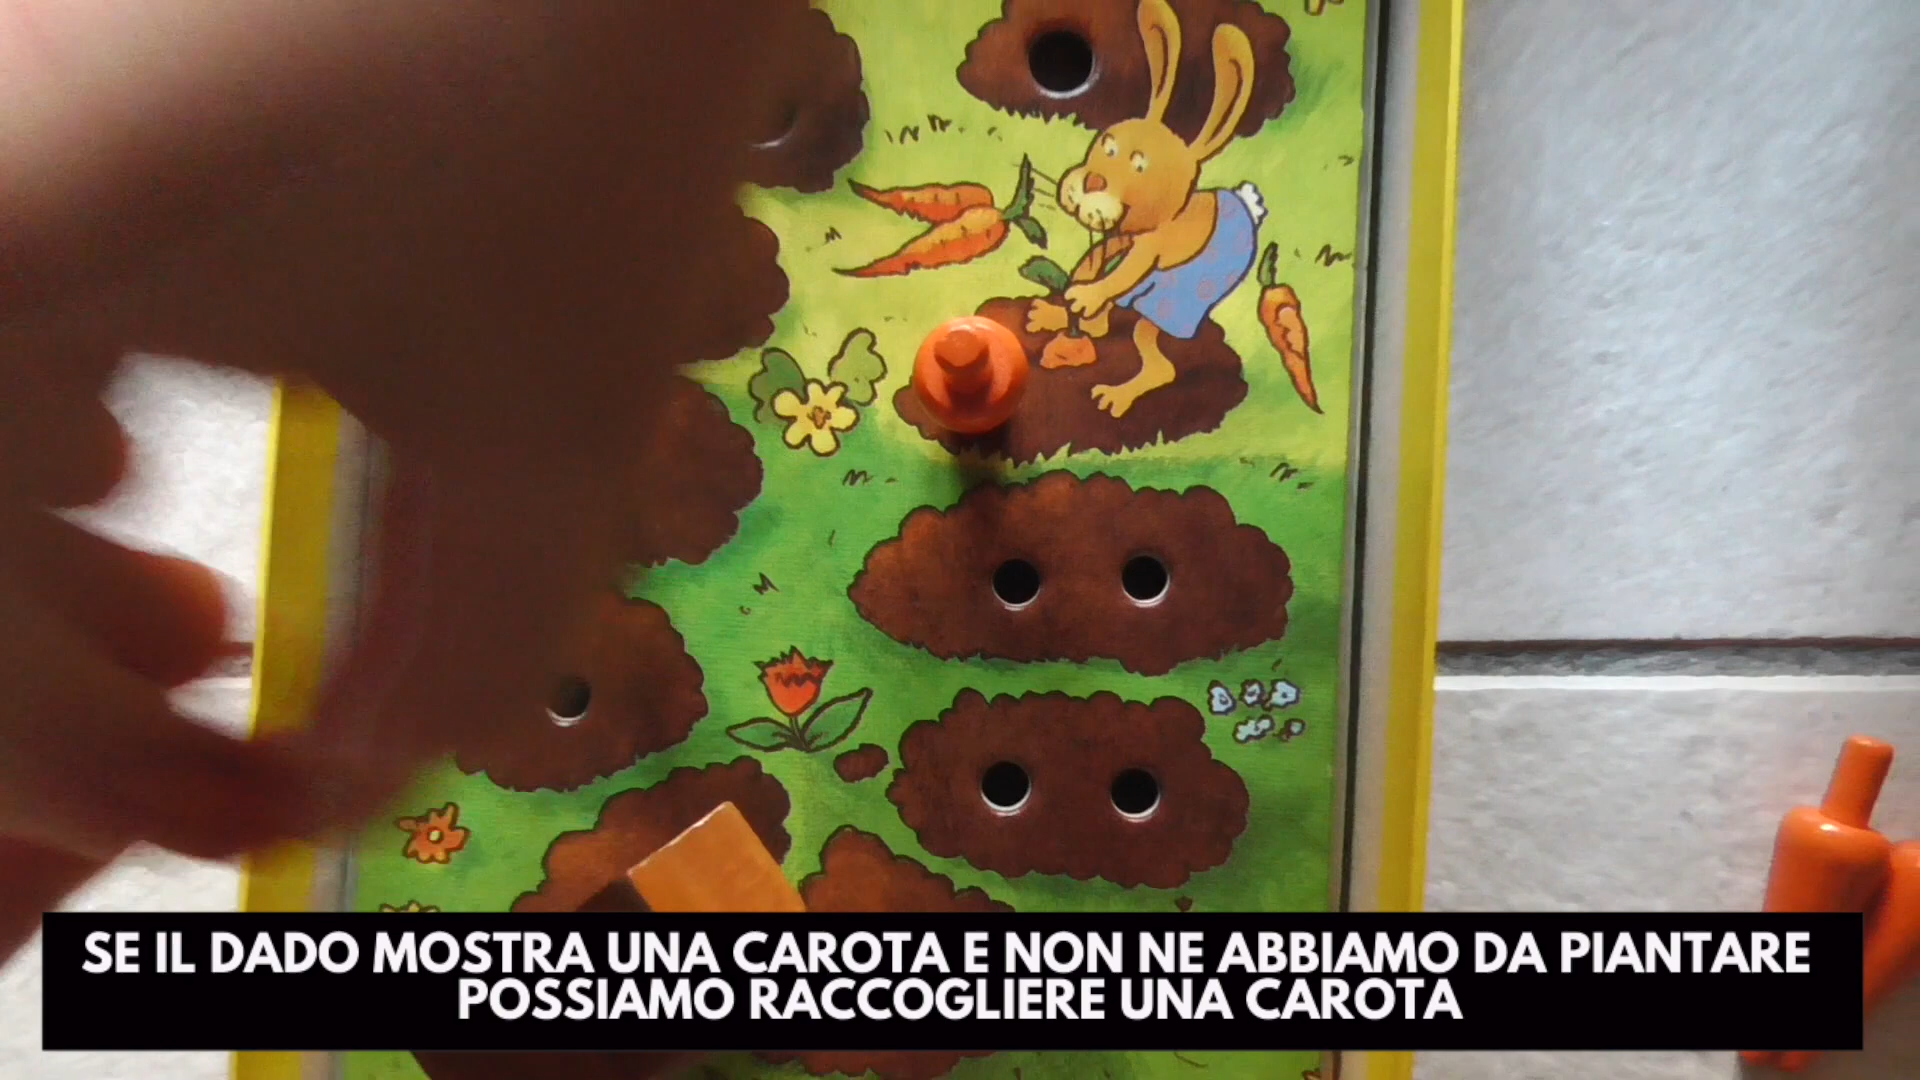 SE IL DADO MOSTRA UNA CAROTA E NON NE ABBIAMO DA PIANTARE
POSSIAMO RACCOGLIERE UNA CAROTA